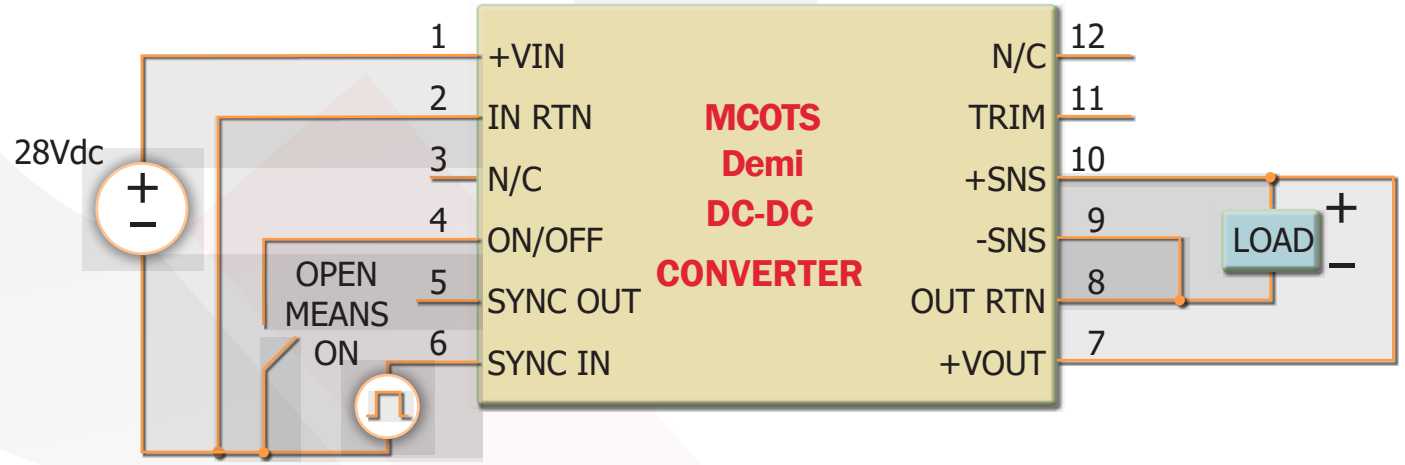 28Vdc
+
−
1
+VIN
2
IN RTN
3
N/C
4
ON/OFF
5
SYNC OUT
6
SYNC IN
OPEN
MEANS
ON
MCOTS
Demi
DC-DC
CONVERTER
12
N/C
11
TRIM
10
+SNS
9
-SNS
8
OUT RTN
7
+VOUT
LOAD
+
−